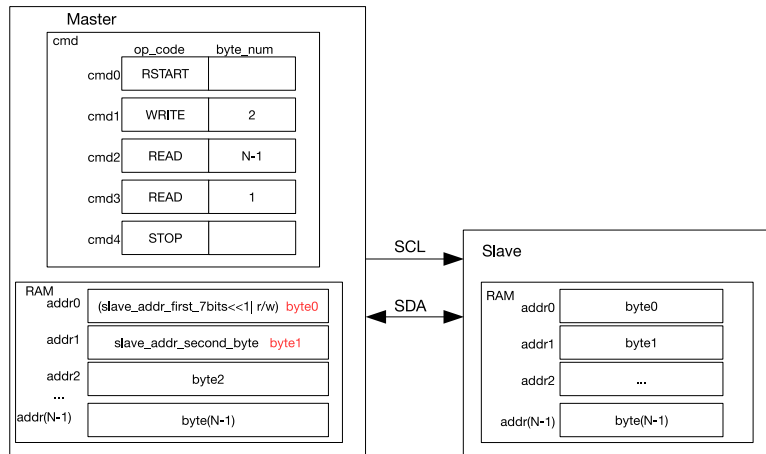 Master
cmd
op_code byte_num
cmd0 RSTART
cmd1 WRITE 2
cmd2 READ N-1
cmd3 READ 1
cmd4 STOP
RAM
addr0 (slave_addr_first_7bits<<1| r/w) byte0
addr1 slave_addr_second_byte byte1
addr2 byte2
...
addr(N-1) byte(N-1)
SCL
SDA
Slave
RAM
addr0 byte0
addr1 byte1
addr2 ...
addr(N-1) byte(N-1)